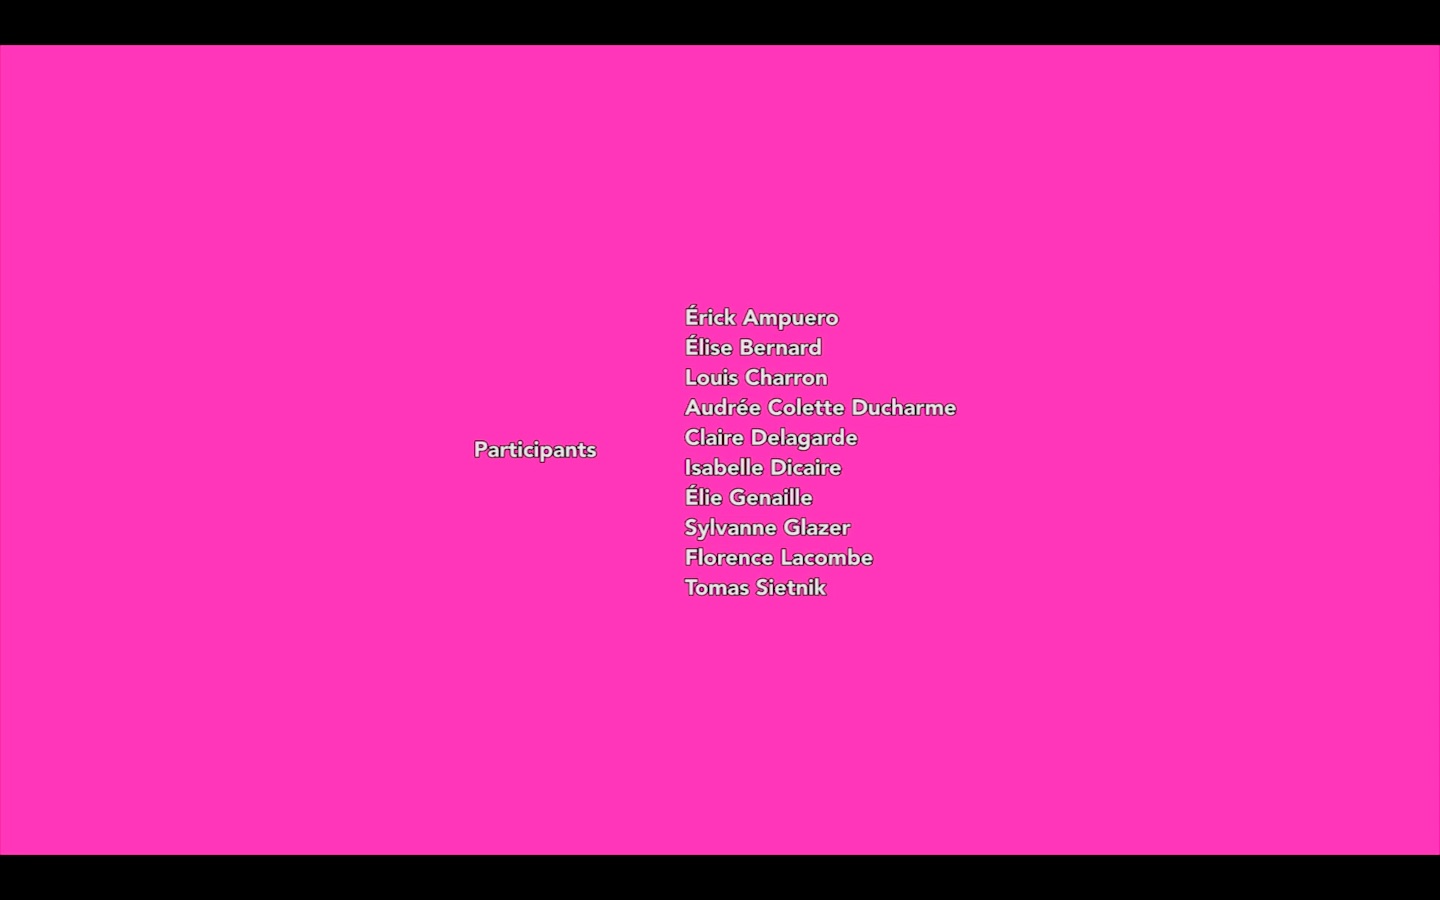 Participants
Érick Ampuero
Élise Bernard
Louis Charron
Audrée Colette Ducharme
Claire Delagarde
Isabelle Dicaire
Élie Genaille
Sylvanne Glazer
Florence Lacombe
Tomas Sietnik